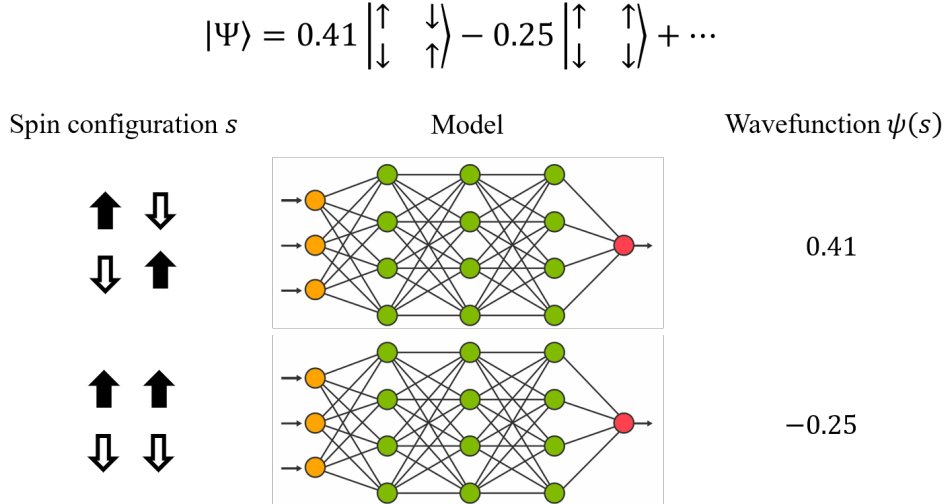 |Ψ⟩ = 0.41 |↑ ↓ ↓ ↑⟩ − 0.25 |↑ ↑ ↓ ↓⟩ + ⋯
Spin configuration 𝑠 Model Wavefunction 𝜓(𝑠)
0.41
−0.25